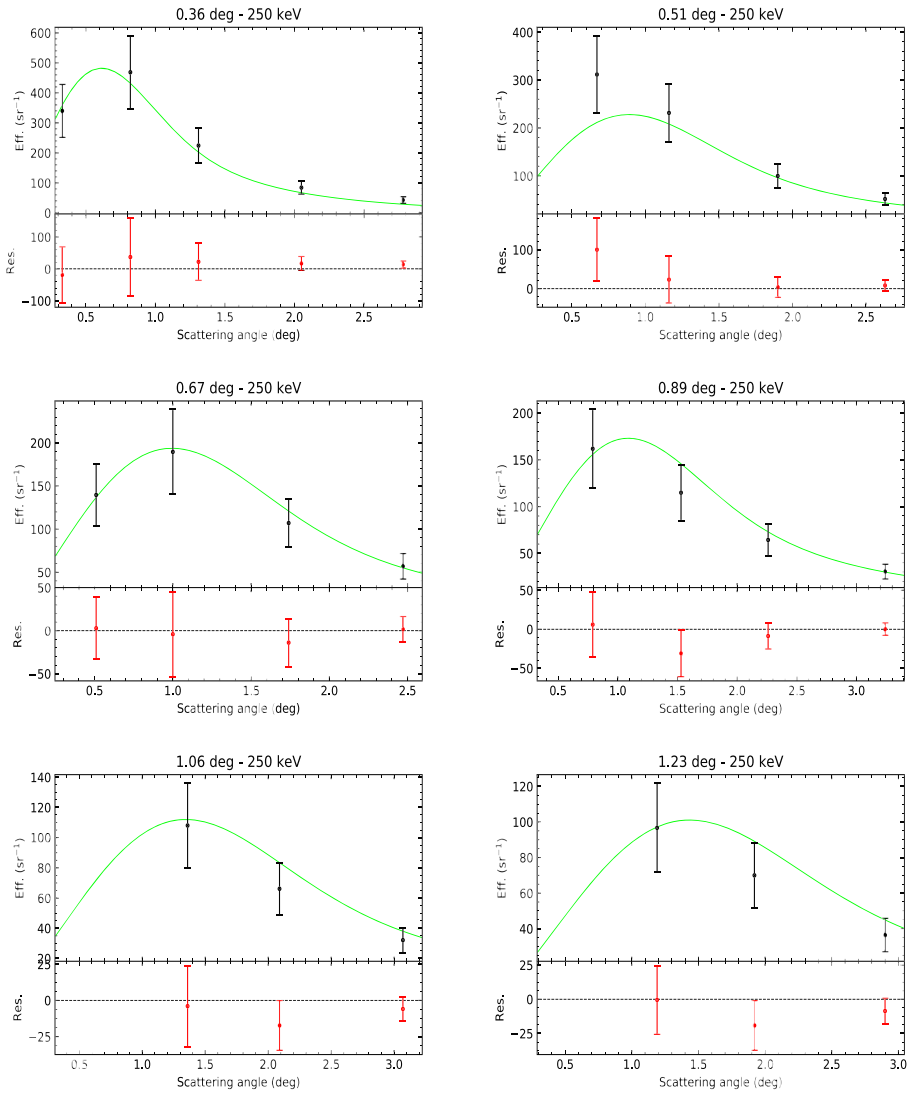 0.36 deg - 250 keV
600
500
400
300
200
100
0
Eff. (sr⁻¹)
100
0
−100
Res.
0.5 1.0 1.5 2.0 2.5
Scattering angle (deg)
0.51 deg - 250 keV
400
300
200
100
Eff. (sr⁻¹)
100
0
Res.
0.5 1.0 1.5 2.0 2.5
Scattering angle (deg)
0.67 deg - 250 keV
200
150
100
50
Eff. (sr⁻¹)
50
0
−50
Res.
0.5 1.0 1.5 2.0 2.5
Scattering angle (deg)
0.89 deg - 250 keV
200
150
100
50
Eff. (sr⁻¹)
50
0
−50
Res.
0.5 1.0 1.5 2.0 2.5 3.0
Scattering angle (deg)
1.06 deg - 250 keV
140
120
100
80
60
40
20
Eff. (sr⁻¹)
25
0
−25
Res.
0.5 1.0 1.5 2.0 2.5 3.0
Scattering angle (deg)
1.23 deg - 250 keV
120
100
80
60
40
Eff. (sr⁻¹)
25
0
−25
Res.
0.5 1.0 1.5 2.0 2.5 3.0
Scattering angle (deg)